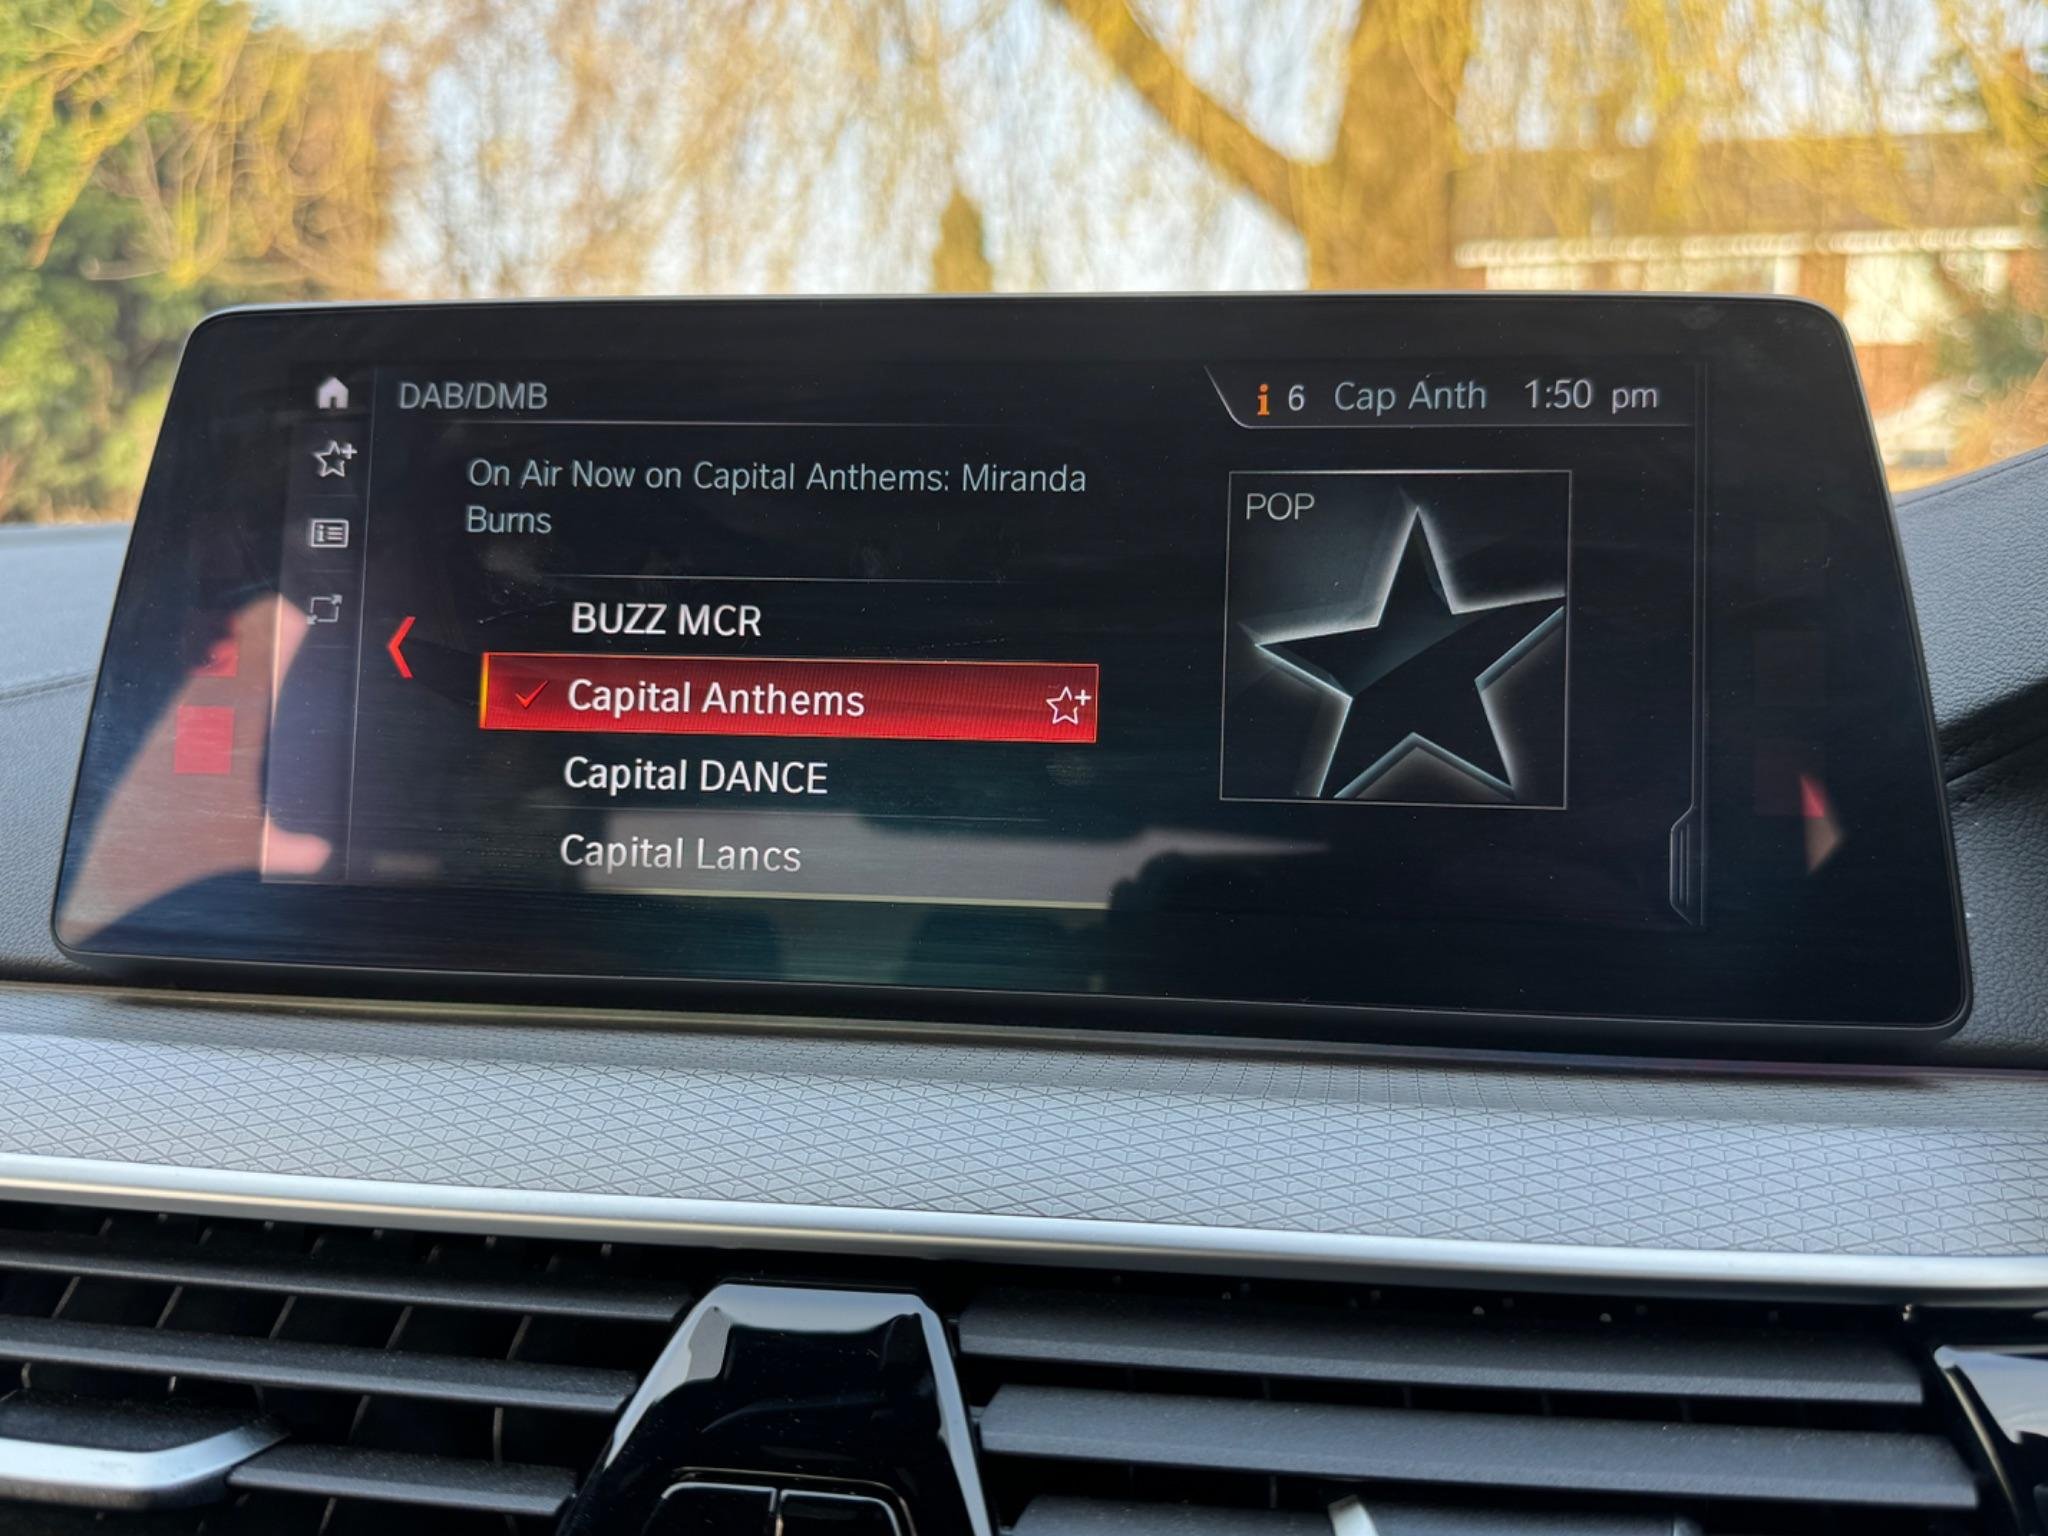 DAB/DMB
i 6 Cap Anth 1:50 pm
On Air Now on Capital Anthems: Miranda
Burns
POP
BUZZ MCR
Capital Anthems
Capital DANCE
Capital Lancs